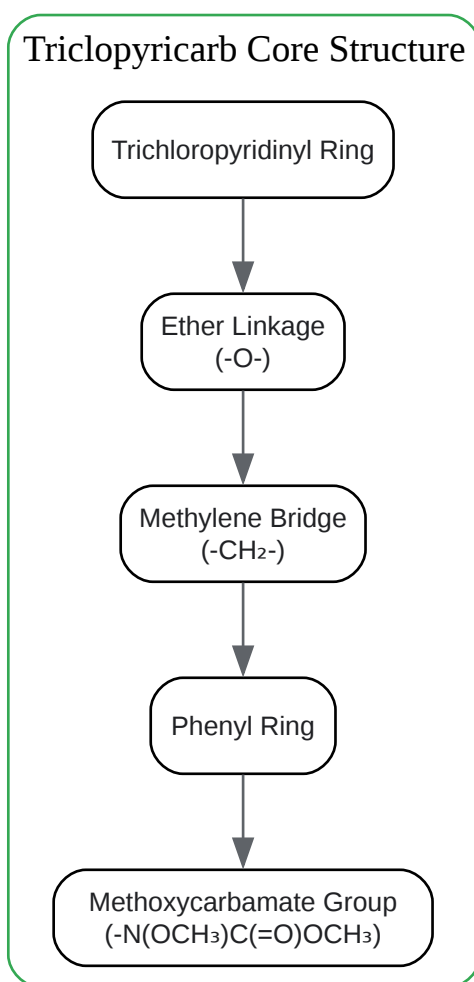 Triclopyricarb Core Structure
Trichloropyridinyl Ring
Ether Linkage
(-O-)
Methylene Bridge
(-CH₂-)
Phenyl Ring
Methoxycarbamate Group
(-N(OCH₃)C(=O)OCH₃)